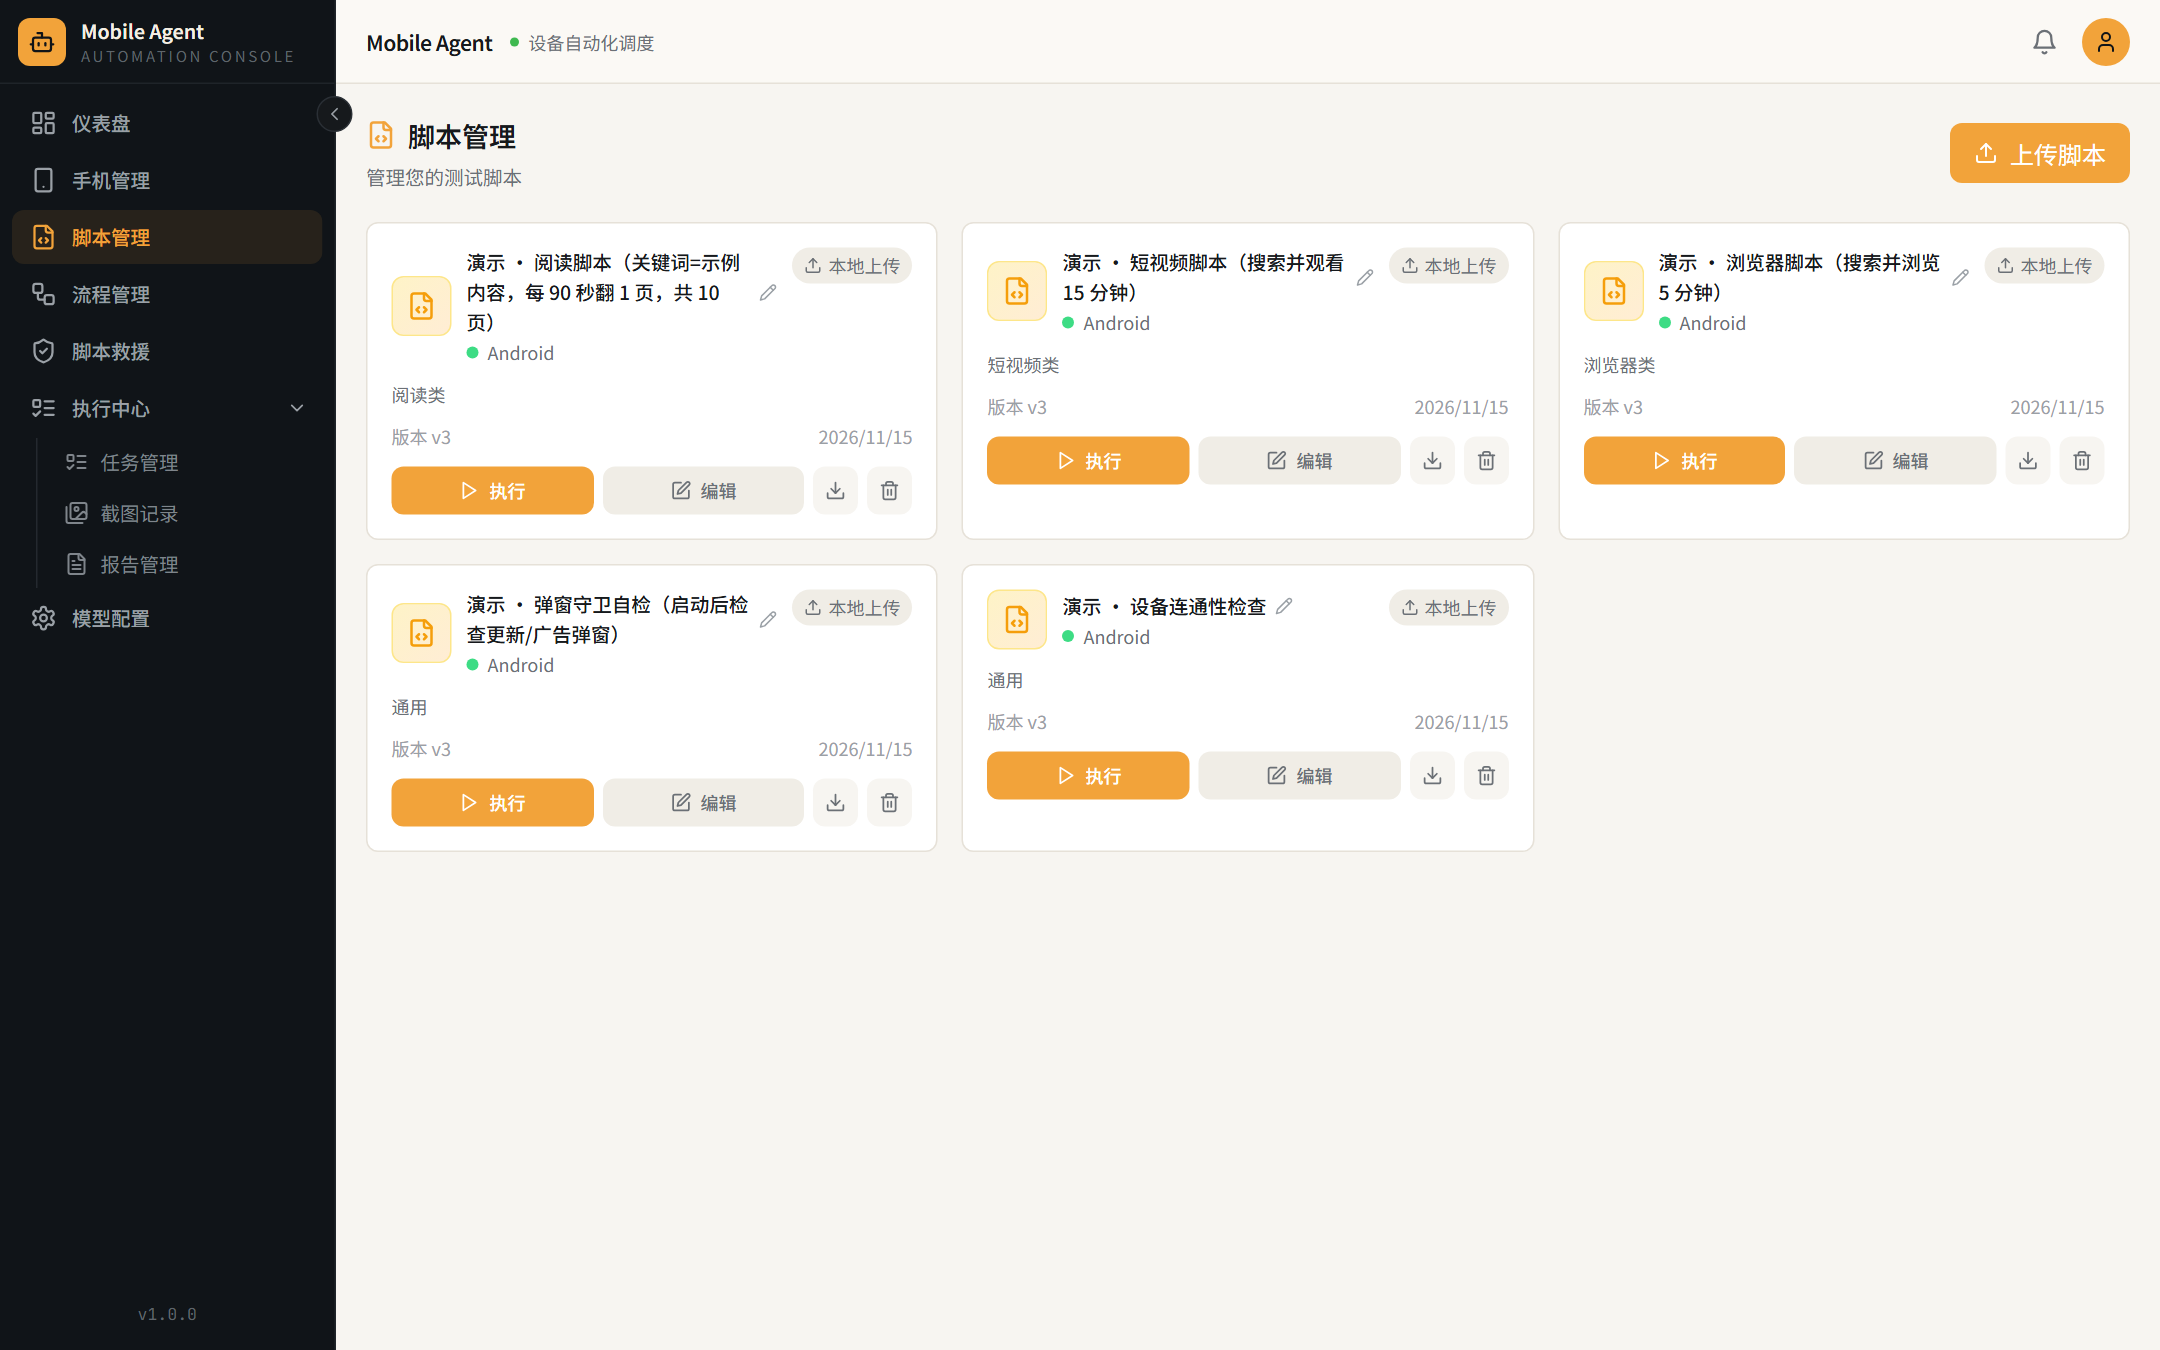 Mobile Agent
AUTOMATION CONSOLE
仪表盘
手机管理
脚本管理
流程管理
脚本救援
执行中心
任务管理
截图记录
报告管理
模型配置
v1.0.0
Mobile Agent
设备自动化调度
脚本管理
管理您的测试脚本
上传脚本
演示 · 阅读脚本（关键词=示例
内容，每 90 秒翻 1 页，共 10
页）
本地上传
Android
阅读类
版本 v3
2026/11/15
执行
编辑
演示 · 短视频脚本（搜索并观看
15 分钟）
本地上传
Android
短视频类
版本 v3
2026/11/15
执行
编辑
演示 · 浏览器脚本（搜索并浏览
5 分钟）
本地上传
Android
浏览器类
版本 v3
2026/11/15
执行
编辑
演示 · 弹窗守卫自检（启动后检
查更新/广告弹窗）
本地上传
Android
通用
版本 v3
2026/11/15
执行
编辑
演示 · 设备连通性检查
本地上传
Android
通用
版本 v3
2026/11/15
执行
编辑